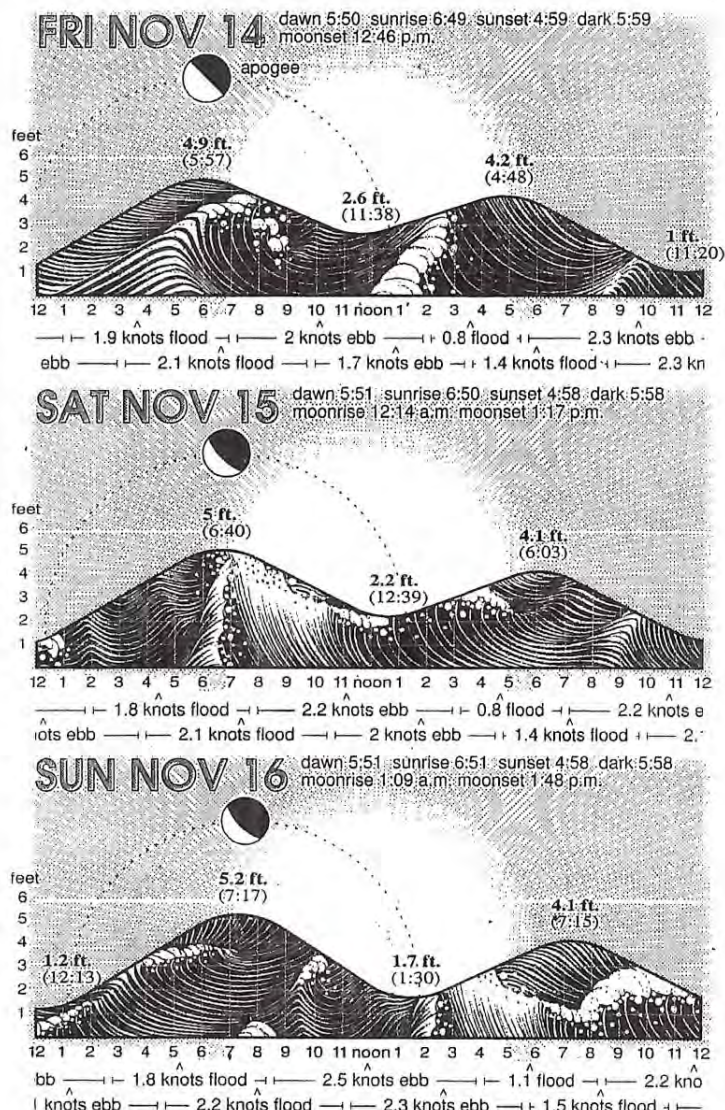 FRI NOV 14 dawn 5:50 sunrise 6:49 sunset 4:59 dark 5:59
moonset 12:46 p.m.
apogee
feet
4.9 ft.
(5:57)
4.2 ft.
(4:48)
2.6 ft.
(11:38)
1 ft.
(11:20)
6
5
4
3
2
1
12 1 2 3 4 5 6 7 8 9 10 11 noon 1 2 3 4 5 6 7 8 9 10 11 12
1.9 knots flood 2 knots ebb 0.8 flood 2.3 knots ebb
ebb 2.1 knots flood 1.7 knots ebb 1.4 knots flood 2.3 kn
SAT NOV 15 dawn 5:51 sunrise 6:50 sunset 4:58 dark 5:58
moonrise 12:14 a.m. moonset 1:17 p.m.
feet
5 ft.
(6:40)
4.1 ft.
(6:03)
2.2 ft.
(12:39)
6
5
4
3
2
1
12 1 2 3 4 5 6 7 8 9 10 11 noon 1 2 3 4 5 6 7 8 9 10 11 12
1.8 knots flood 2.2 knots ebb 0.8 flood 2.2 knots e
ots ebb 2.1 knots flood 2 knots ebb 1.4 knots flood 2.
SUN NOV 16 dawn 5:51 sunrise 6:51 sunset 4:58 dark 5:58
moonrise 1:09 a.m. moonset 1:48 p.m.
feet
5.2 ft.
(7:17)
4.1 ft.
(7:15)
1.2 ft.
(12:13)
1.7 ft.
(1:30)
6
5
4
3
2
1
12 1 2 3 4 5 6 7 8 9 10 11 noon 1 2 3 4 5 6 7 8 9 10 11 12
bb 1.8 knots flood 2.5 knots ebb 1.1 flood 2.2 kno
knots ebb 2.2 knots flood 2.3 knots ebb 1.5 knots flood